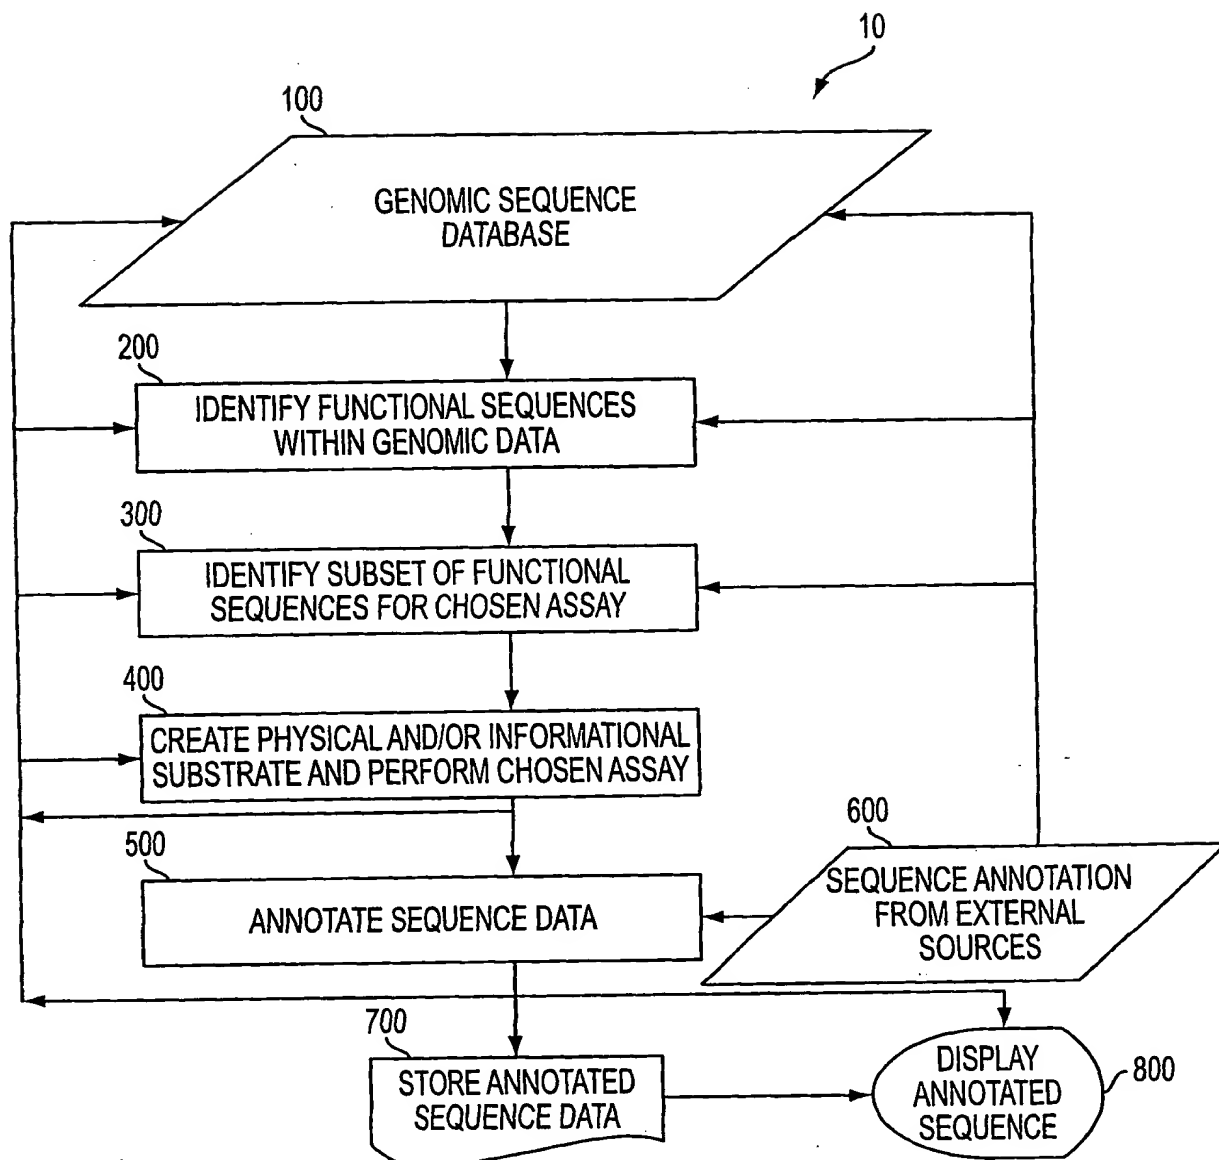 10
100
GENOMIC SEQUENCE
DATABASE
200
IDENTIFY FUNCTIONAL SEQUENCES
WITHIN GENOMIC DATA
300
IDENTIFY SUBSET OF FUNCTIONAL
SEQUENCES FOR CHOSEN ASSAY
400
CREATE PHYSICAL AND/OR INFORMATIONAL
SUBSTRATE AND PERFORM CHOSEN ASSAY
500
ANNOTATE SEQUENCE DATA
600
SEQUENCE ANNOTATION
FROM EXTERNAL
SOURCES
700
STORE ANNOTATED
SEQUENCE DATA
DISPLAY
ANNOTATED
SEQUENCE
800